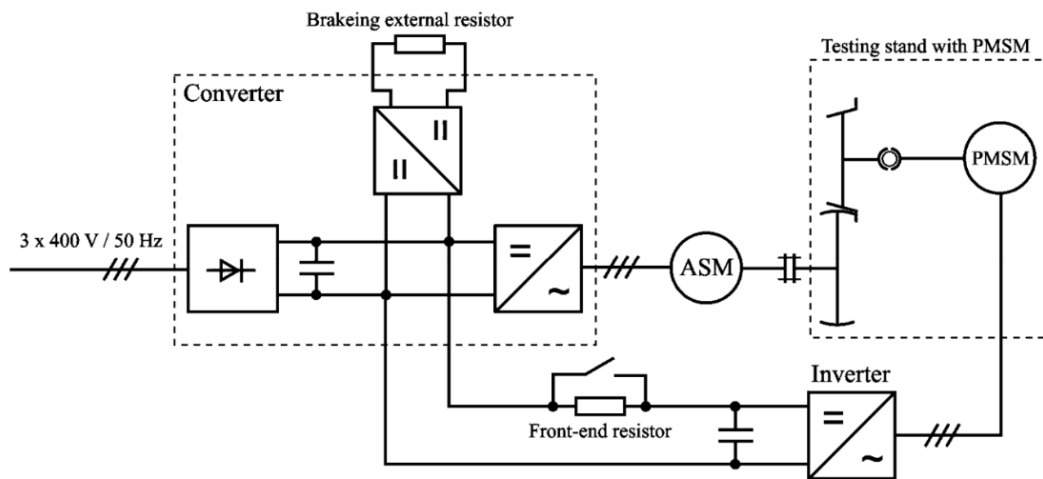 Brakeing external resistor
Testing stand with PMSM
Converter
=
=
PMSM
3 x 400 V / 50 Hz
=
~
ASM
Inverter
Front-end resistor
=
~